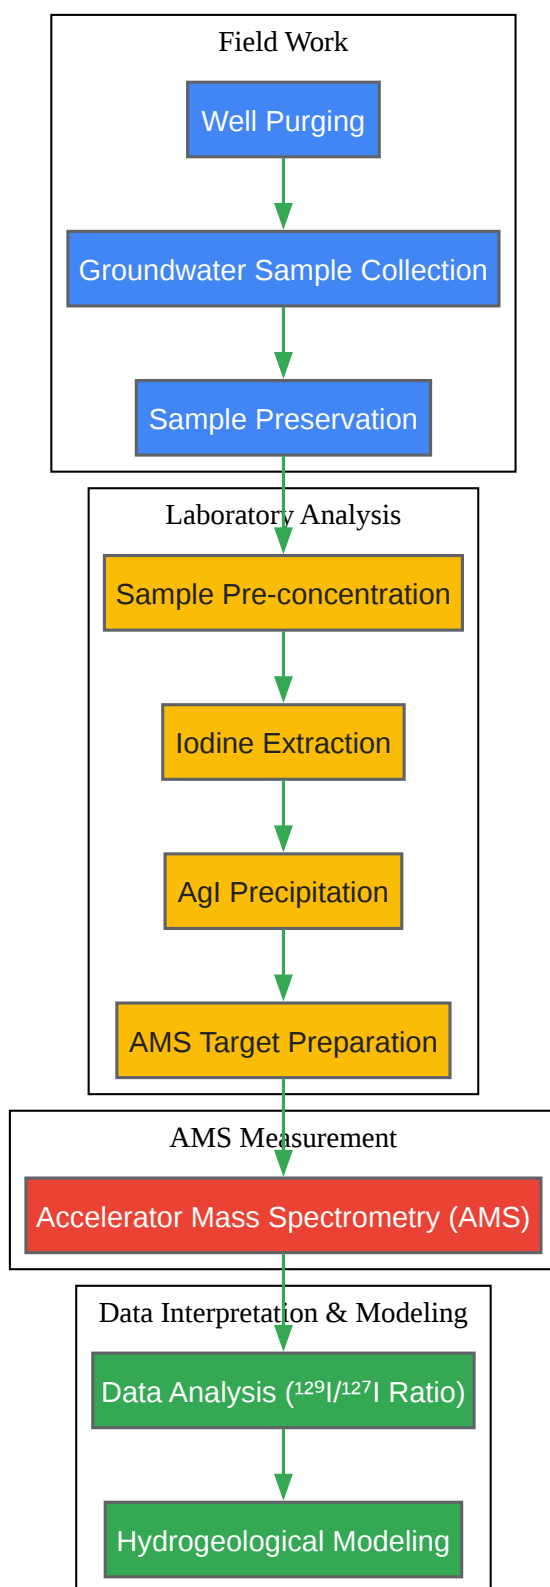 Field Work
Well Purging
Groundwater Sample Collection
Sample Preservation
Laboratory Analysis
Sample Pre-concentration
Iodine Extraction
AgI Precipitation
AMS Target Preparation
AMS Measurement
Accelerator Mass Spectrometry (AMS)
Data Interpretation & Modeling
Data Analysis (¹²⁹I/¹²⁷I Ratio)
Hydrogeological Modeling